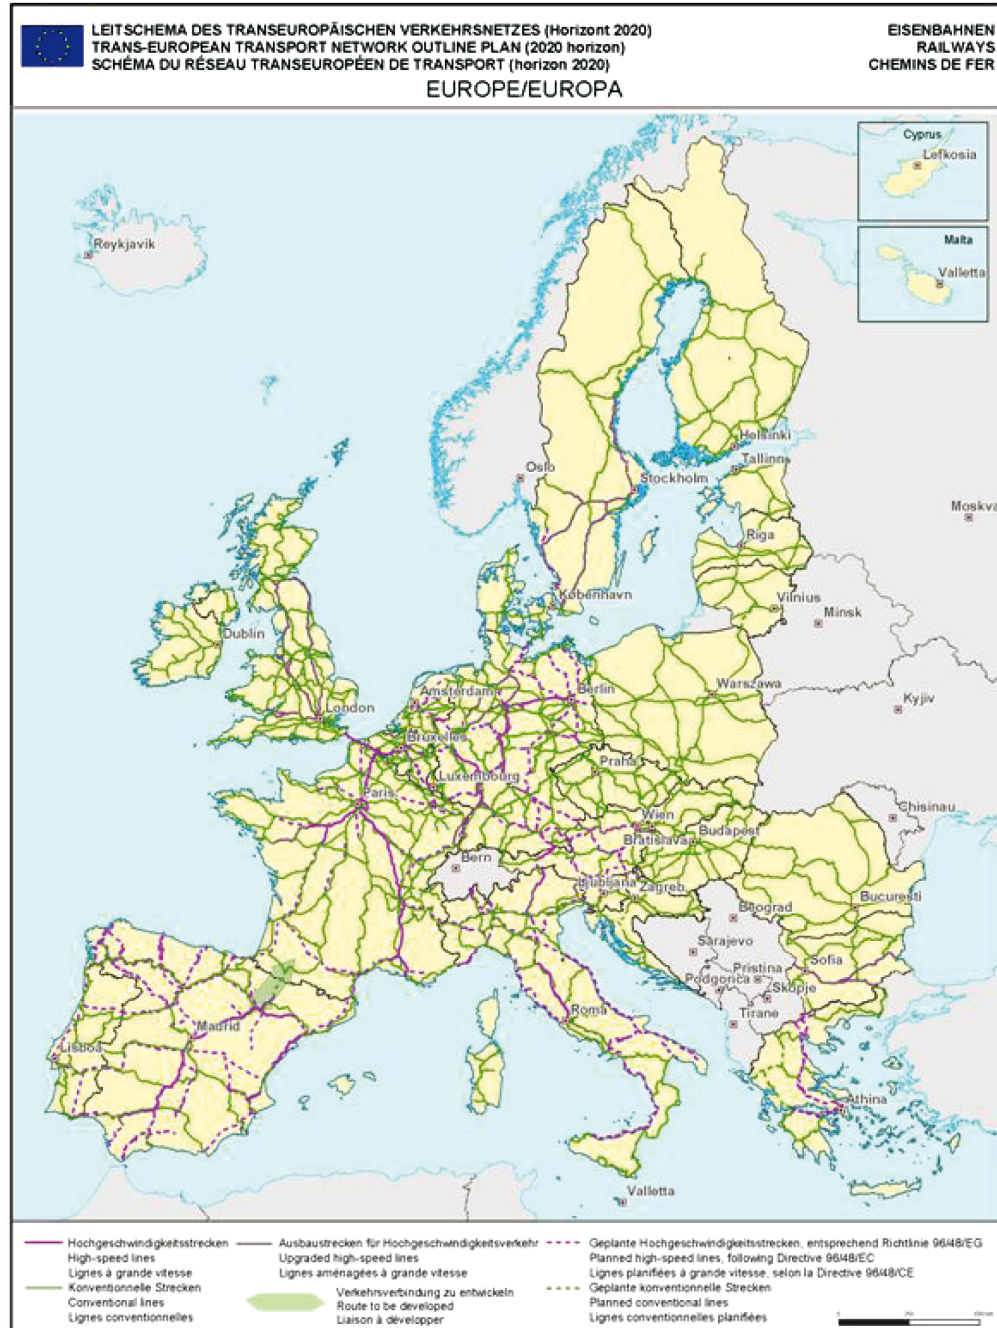 LEITSCHEMA DES TRANSEUROPÄISCHEN VERKEHRSNETZES (Horizont 2020)
TRANS-EUROPEAN TRANSPORT NETWORK OUTLINE PLAN (2020 horizon)
SCHÉMA DU RÉSEAU TRANSEUROPÉEN DE TRANSPORT (horizon 2020)
EISENBAHNEN
RAILWAYS
CHEMINS DE FER
EUROPE/EUROPA
Cyprus
Lefkosia
Malta
Valletta
Reykjavik
Helsinki
Oslo
Tallinn
Stockholm
Moskva
Riga
København
Vilnius
Minsk
Dublin
Amsterdam
Berlin
Warszawa
Kyjiv
London
Bruxelles
Praha
Luxembourg
Paris
Chisinau
Wien
Budapest
Bratislava
Bern
Ljubljana
Zagreb
Beograd
Bucuresti
Sarajevo
Sofia
Pristina
Podgorica
Skopje
Tirane
Roma
Madrid
Lisboa
Athina
Valletta
Hochgeschwindigkeitsstrecken
High-speed lines
Lignes à grande vitesse
Konventionnelle Strecken
Conventional lines
Lignes conventionnelles
Ausbaustrecken für Hochgeschwindigkeitsverkehr
Upgraded high-speed lines
Lignes aménagées à grande vitesse
Verkehrsverbindung zu entwickeln
Route to be developed
Liaison à développer
Geplante Hochgeschwindigkeitsstrecken, entsprechend Richtlinie 96/48/EG
Planned high-speed lines, following Directive 96/48/EC
Lignes planifiées à grande vitesse, selon la Directive 96/48/CE
Geplante konventionelle Strecken
Planned conventional lines
Lignes conventionnelles planifiées